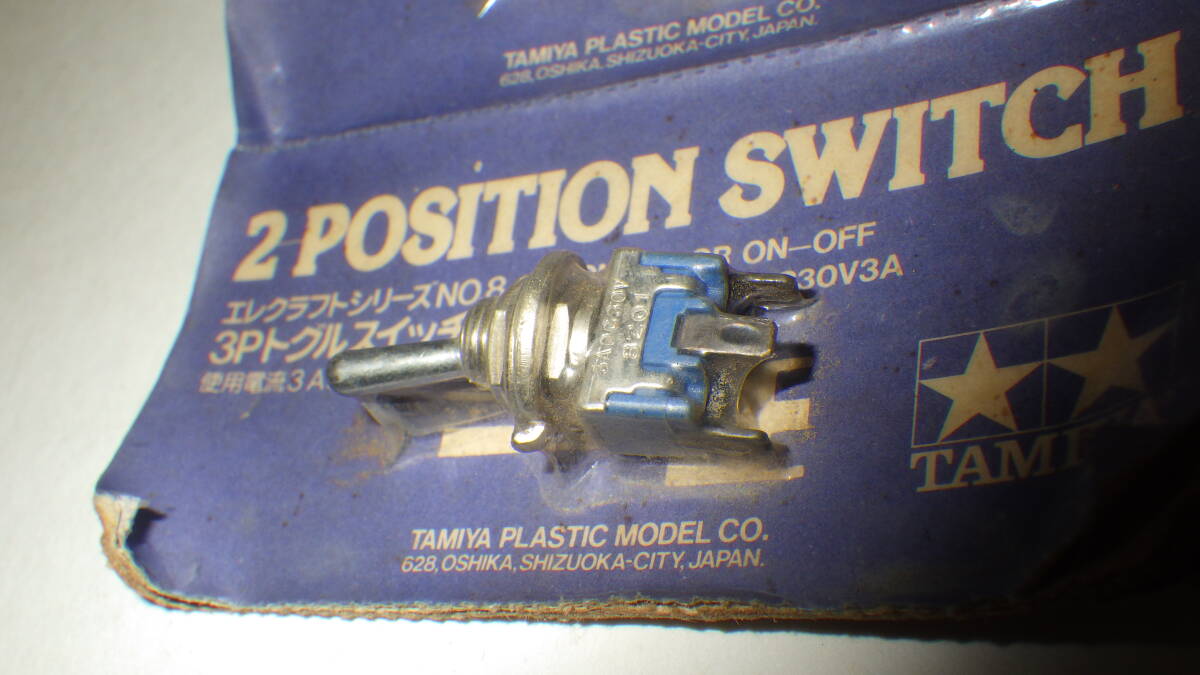 TAMIYA PLASTIC MODEL CO.
628, OSHIKA, SHIZUOKA-CITY, JAPAN.
2-POSITION SWITCH
エレクラフトシリーズNO.8
OR ON—OFF
3Pトグルスイッチ
30V3A
使用電流3A
TAMI
TAMIYA PLASTIC MODEL CO.
628, OSHIKA, SHIZUOKA-CITY, JAPAN.